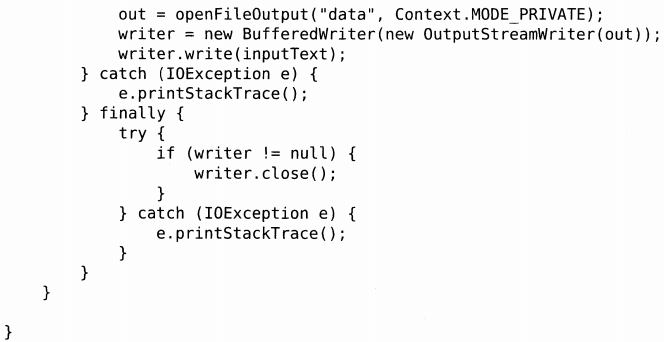 out = openFileOutput("data", Context.MODE_PRIVATE);
            writer = new BufferedWriter(new OutputStreamWriter(out));
            writer.write(inputText);
        } catch (IOException e) {
            e.printStackTrace();
        } finally {
            try {
                if (writer != null) {
                    writer.close();
                }
            } catch (IOException e) {
                e.printStackTrace();
            }
        }
    }

}